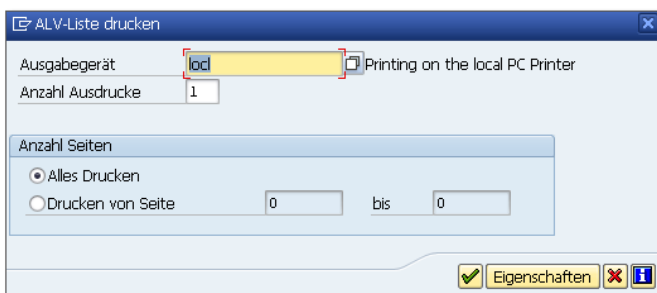 ALV-Liste drucken
Ausgabegerät locl Printing on the local PC Printer
Anzahl Ausdrucke 1
Anzahl Seiten
Alles Drucken
Drucken von Seite 0 bis 0
Eigenschaften